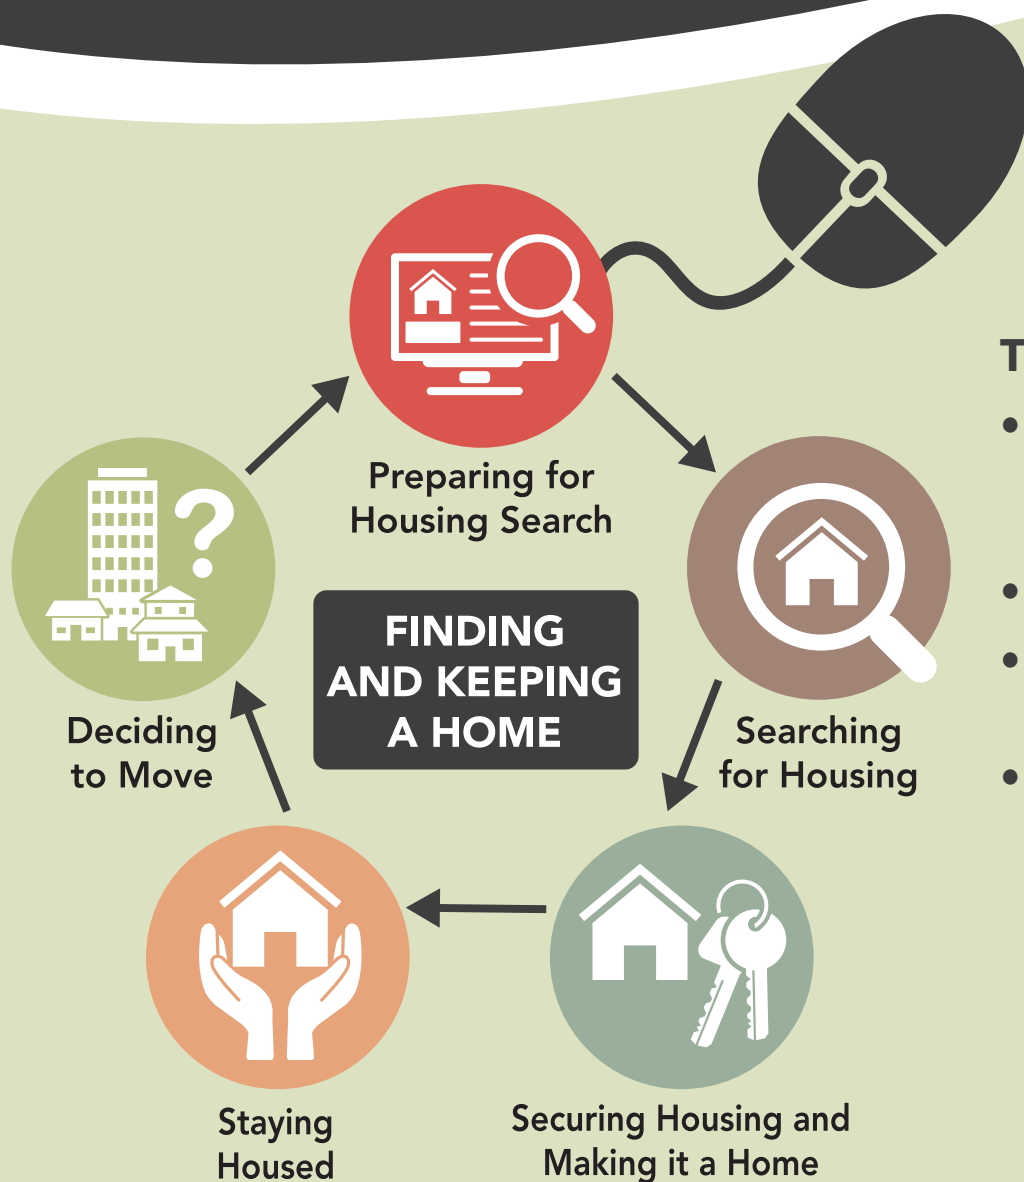 Preparing for
Housing Search
Deciding
to Move
FINDING
AND KEEPING
A HOME
Searching
for Housing
Staying
Housed
Securing Housing and
Making it a Home
T